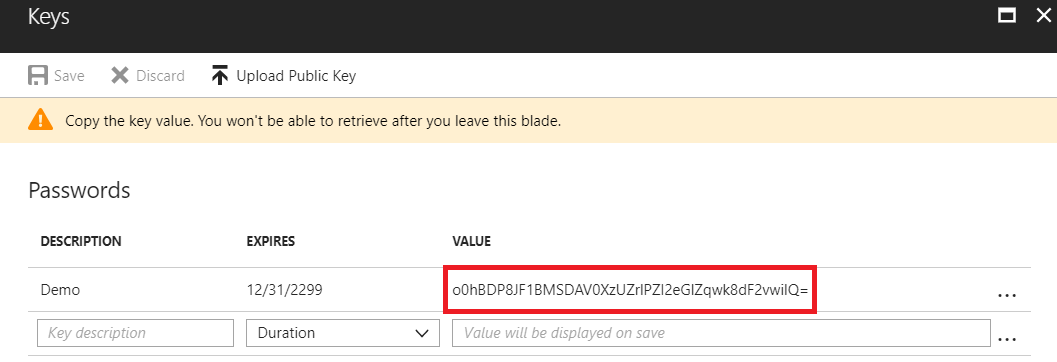 Keys
Save Discard Upload Public Key
Copy the key value. You won't be able to retrieve after you leave this blade.
Passwords
DESCRIPTION EXPIRES VALUE
Demo 12/31/2299 o0hBDP8JF1BMSDAV0XzUZrIPZI2eGIZqwk8dF2vwiIQ= ...
Key description Duration Value will be displayed on save ...